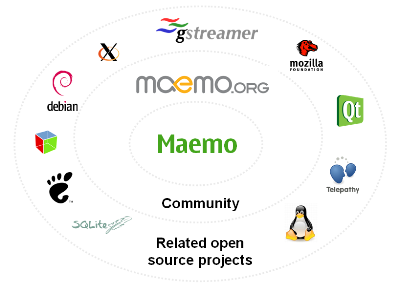 gstreamer
mozilla
FOUNDATION
maemo.org
debian
Qt
Maemo
Telepathy
Community
SQLite
Related open
source projects